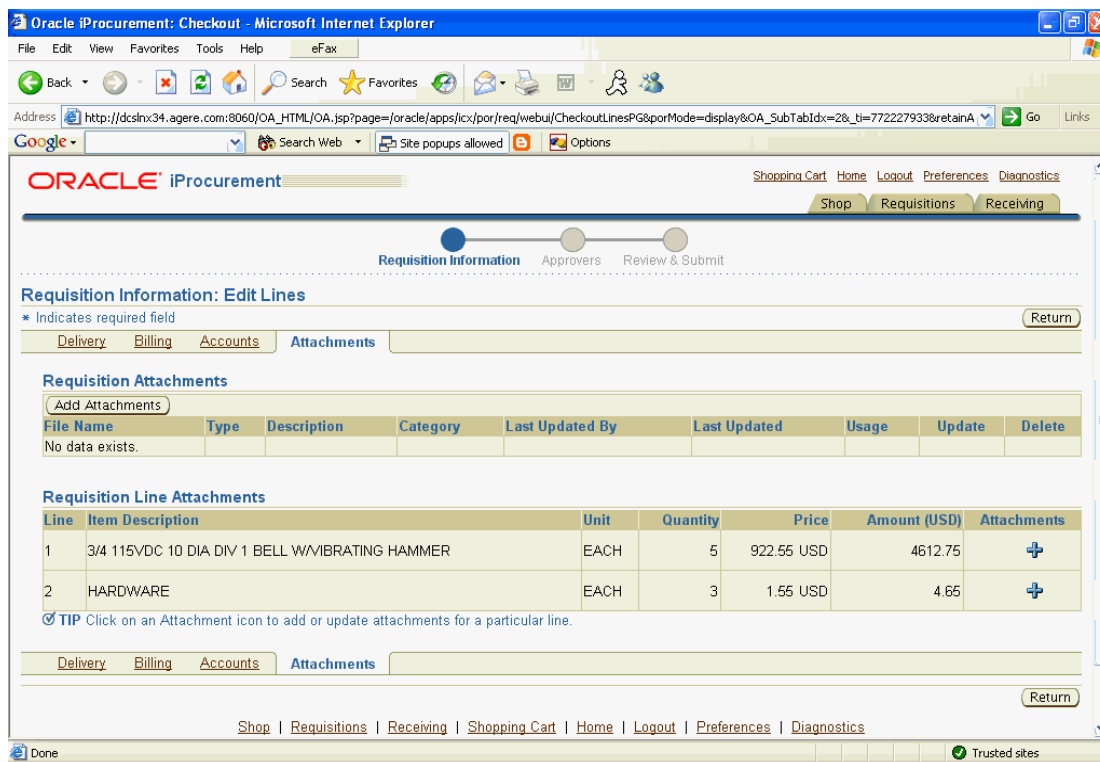 Oracle iProcurement: Checkout - Microsoft Internet Explorer
File Edit View Favorites Tools Help eFax
Back Search Favorites
Address http://dcslnx34.agere.com:8060/OA_HTML/OA.jsp?page=/oracle/apps/icx/por/req/webui/CheckoutLinesPG&porMode=display&OA_SubTabIdx=2&_ti=772227933&retainA Go Links
Google Search Web Site popups allowed Options
ORACLE iProcurement
Shopping Cart Home Logout Preferences Diagnostics
Shop Requisitions Receiving
Requisition Information Approvers Review & Submit
Requisition Information: Edit Lines
* Indicates required field Return
Delivery Billing Accounts Attachments
Requisition Attachments
Add Attachments
File Name Type Description Category Last Updated By Last Updated Usage Update Delete
No data exists.
Requisition Line Attachments
Line Item Description Unit Quantity Price Amount (USD) Attachments
1 3/4 115VDC 10 DIA DIV 1 BELL W/VIBRATING HAMMER EACH 5 922.55 USD 4612.75
2 HARDWARE EACH 3 1.55 USD 4.65
TIP Click on an Attachment icon to add or update attachments for a particular line.
Delivery Billing Accounts Attachments
Return
Shop | Requisitions | Receiving | Shopping Cart | Home | Logout | Preferences | Diagnostics
Done Trusted sites